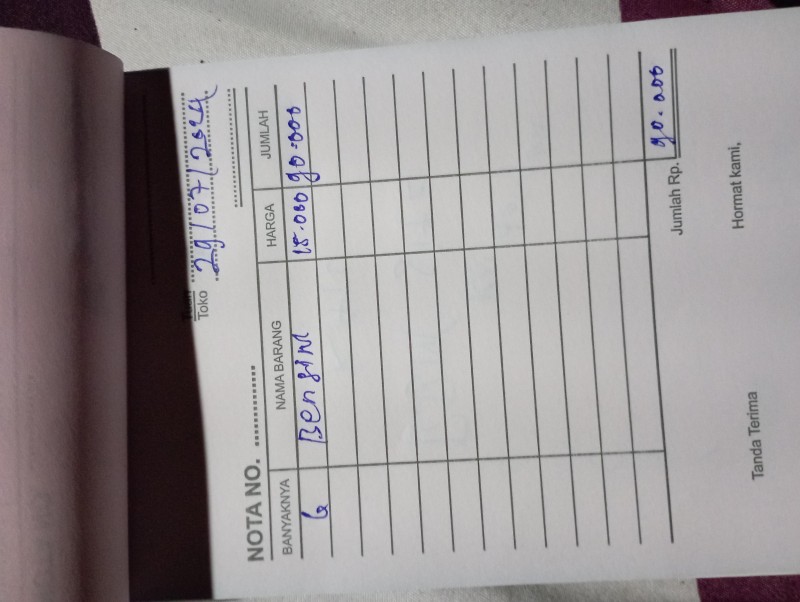 29/07/2024
Tuan
Toko
NOTA NO. ............
BANYAKNYA NAMA BARANG HARGA JUMLAH
6 Bensin 15.000 90.000
Jumlah Rp. 90.000
Tanda Terima Hormat kami,